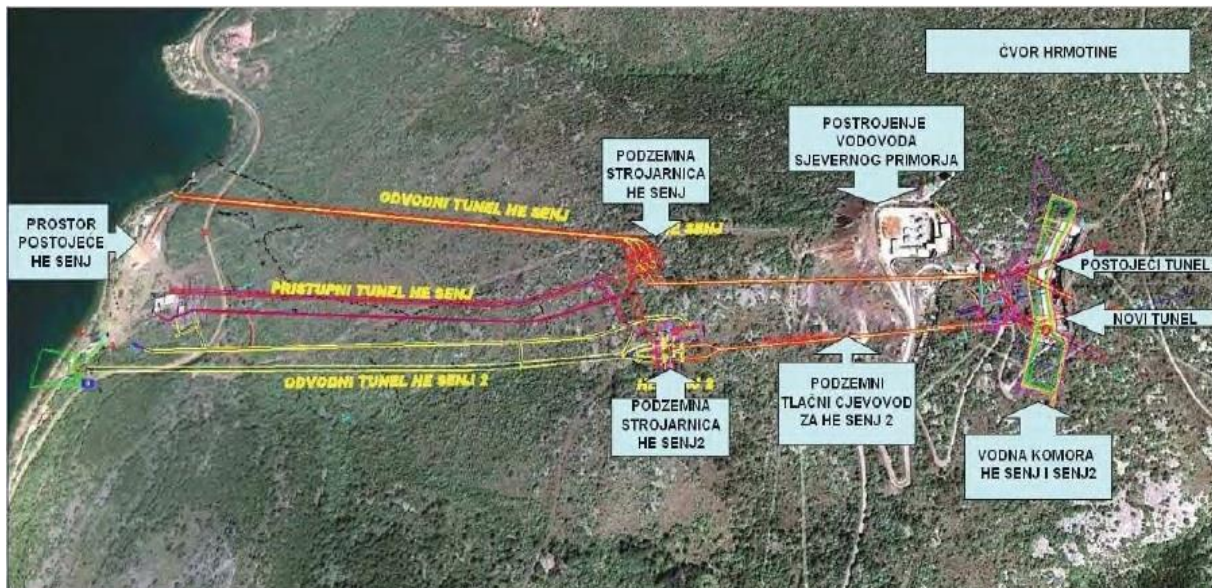 ČVOR HRMOTINE
POSTROJENJE
VODOVODA
SJEVERNOG PRIMORJA
PODZEMNA
STROJARNICA
HE SENJ
ODVODNI TUNEL HE SENJ
PROSTOR
POSTOJEĆE
HE SENJ
POSTOJEĆI TUNEL
PRISTUPNI TUNEL HE SENJ
NOVI TUNEL
ODVODNI TUNEL HE SENJ 2
PODZEMNA
STROJARNICA
HE SENJ2
PODZEMNI
TLAČNI CJEVOVOD
ZA HE SENJ 2
VODNA KOMORA
HE SENJ I SENJ2